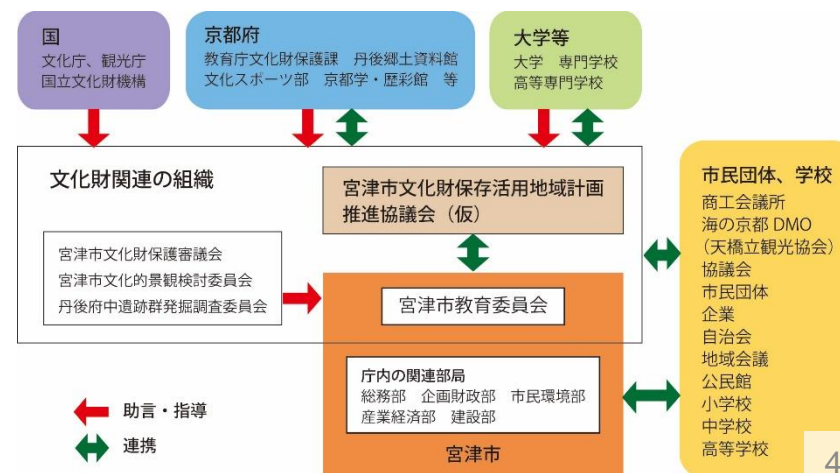 国
文化庁、観光庁
国立文化財機構
京都府
教育庁文化財保護課　丹後郷土資料館
文化スポーツ部　京都学・歴彩館　等
大学等
大学　専門学校
高等専門学校
文化財関連の組織
宮津市文化財保存活用地域計画
推進協議会（仮）
宮津市文化財保護審議会
宮津市文化的景観検討委員会
丹後府中遺跡群発掘調査委員会
宮津市教育委員会
庁内の関連部局
総務部　企画財政部　市民環境部
産業経済部　建設部
宮津市
助言・指導
連携
市民団体、学校
商工会議所
海の京都 DMO
（天橋立観光協会）
協議会
市民団体
企業
自治会
地域会議
公民館
小学校
中学校
高等学校
4